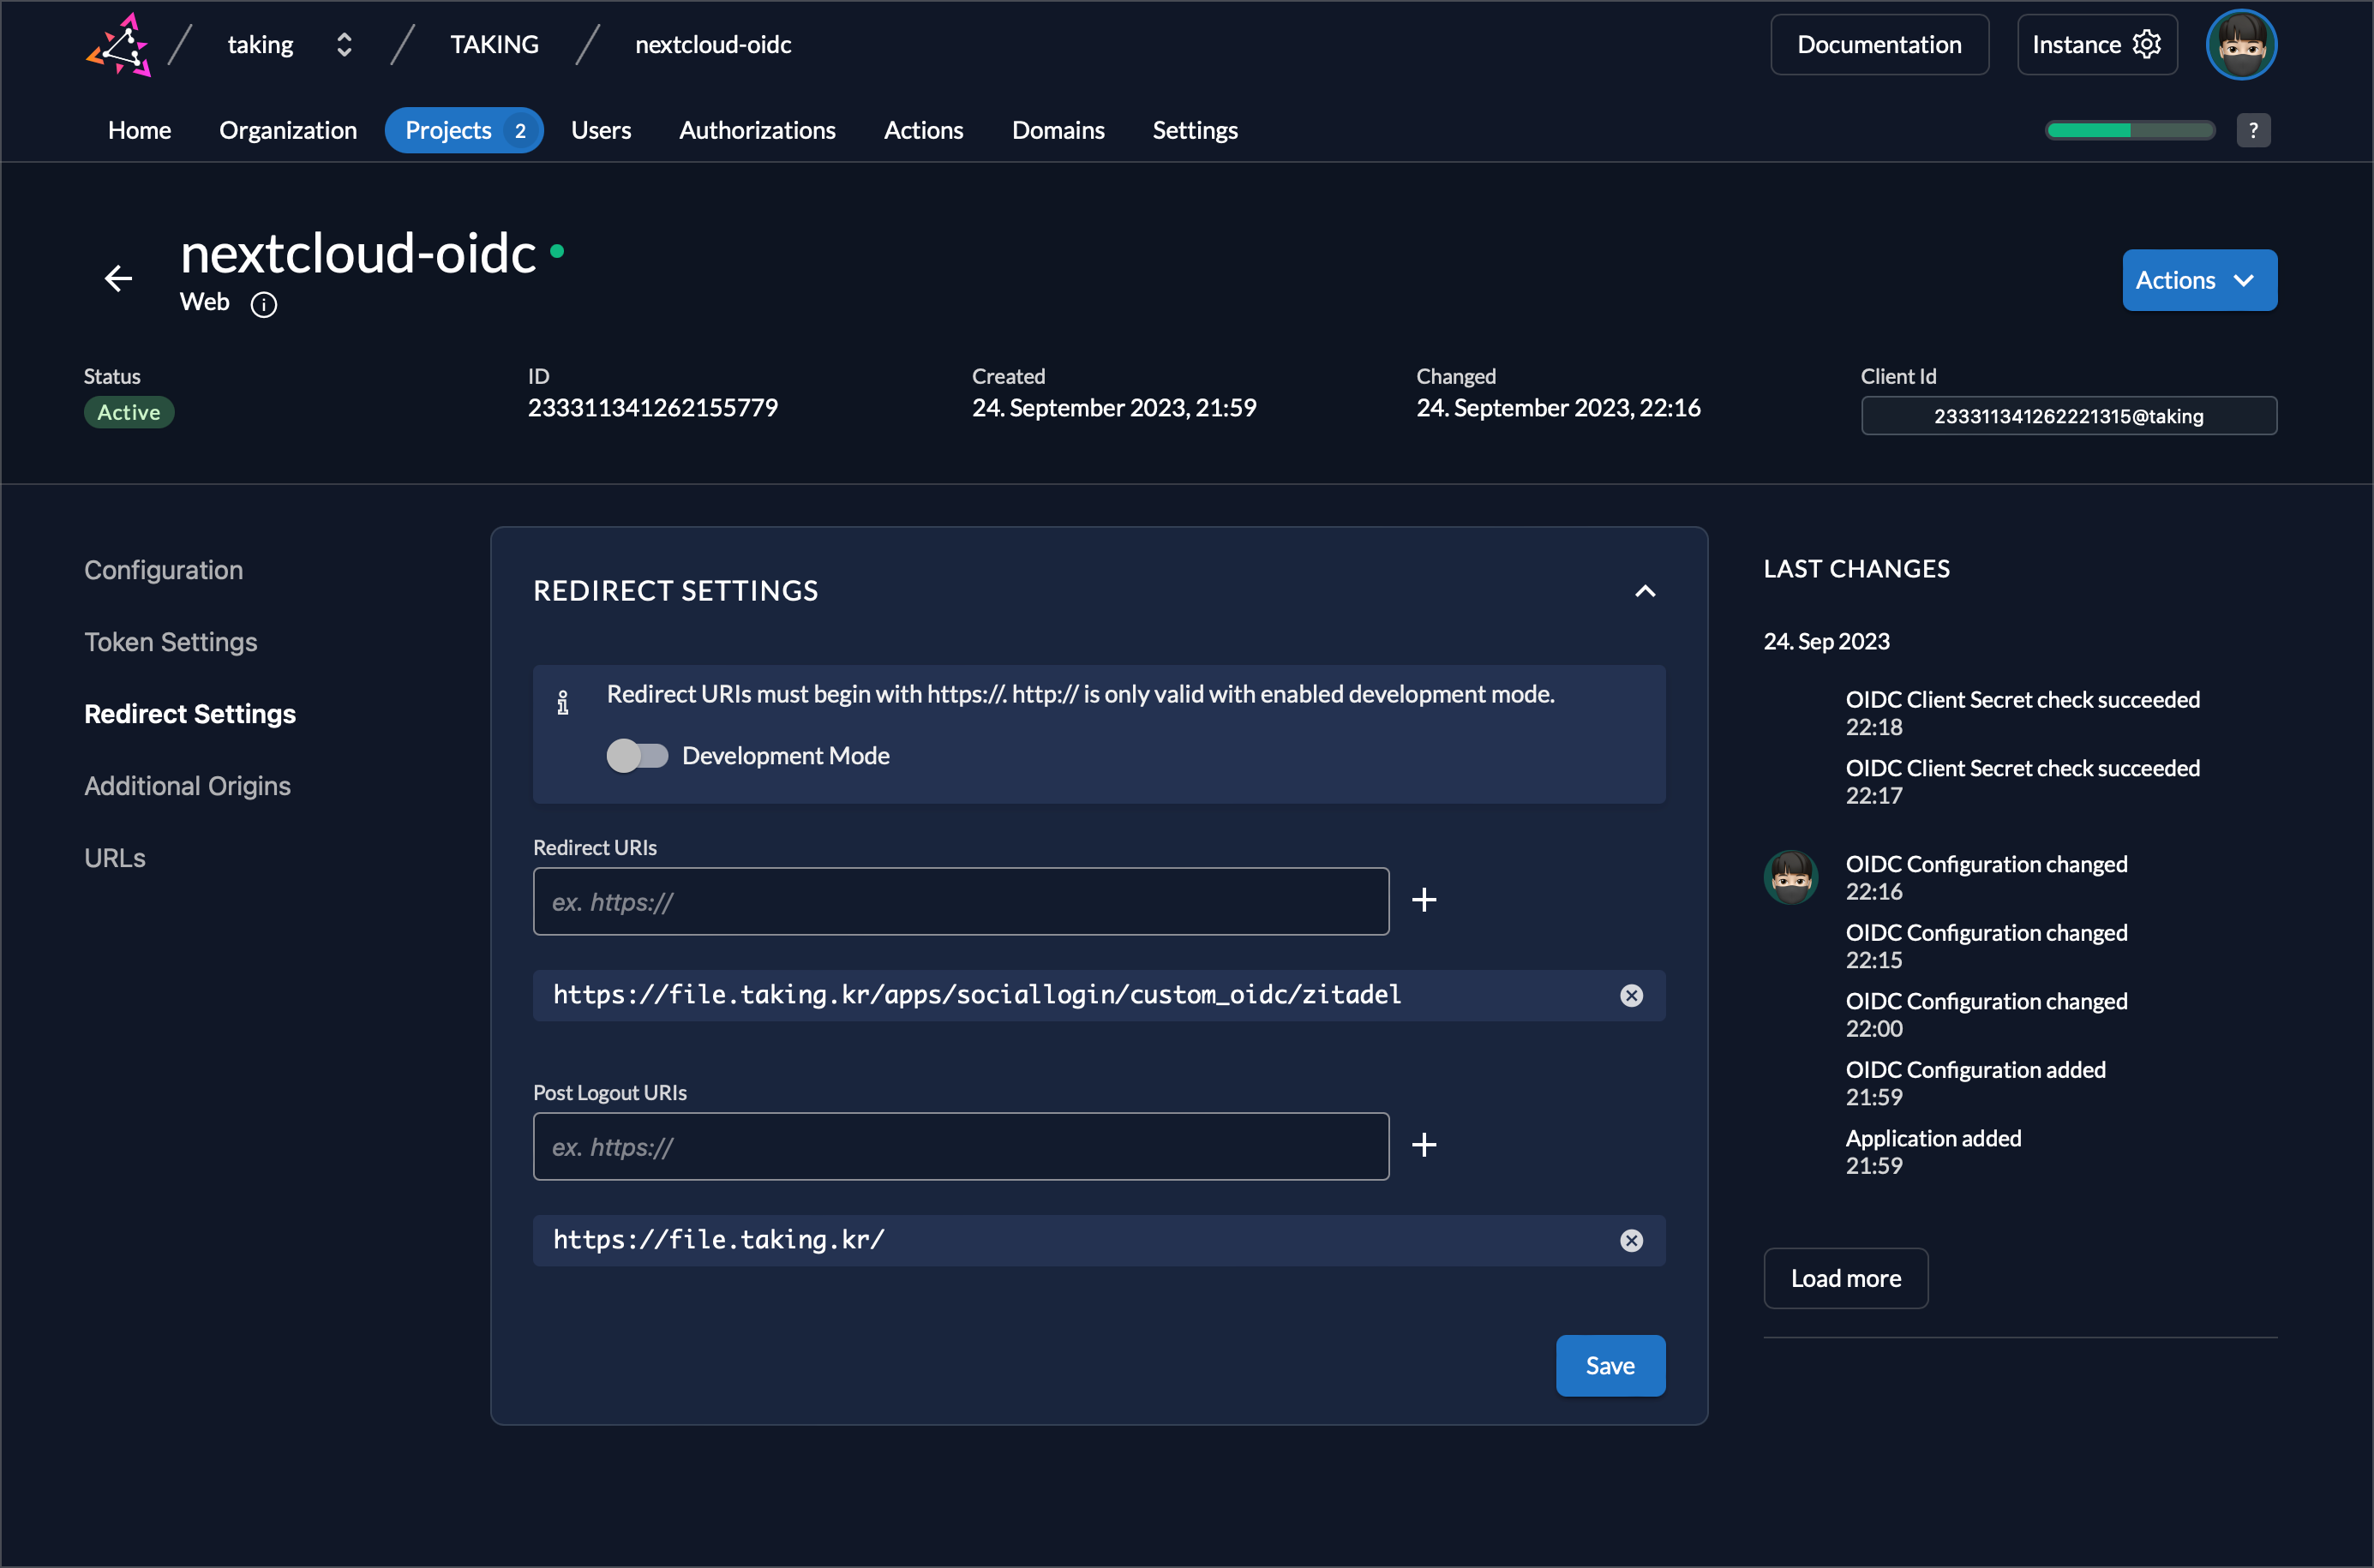 taking / TAKING / nextcloud-oidc
Documentation
Instance
Home Organization Projects 2 Users Authorizations Actions Domains Settings
?
nextcloud-oidc
Web
Actions
Status
Active
ID
233311341262155779
Created
24. September 2023, 21:59
Changed
24. September 2023, 22:16
Client Id
233311341262221315@taking
Configuration
Token Settings
Redirect Settings
Additional Origins
URLs
REDIRECT SETTINGS
Redirect URIs must begin with https://. http:// is only valid with enabled development mode.
Development Mode
Redirect URIs
ex. https://
https://file.taking.kr/apps/sociallogin/custom_oidc/zitadel
Post Logout URIs
ex. https://
https://file.taking.kr/
Save
LAST CHANGES
24. Sep 2023
OIDC Client Secret check succeeded
22:18
OIDC Client Secret check succeeded
22:17
OIDC Configuration changed
22:16
OIDC Configuration changed
22:15
OIDC Configuration changed
22:00
OIDC Configuration added
21:59
Application added
21:59
Load more